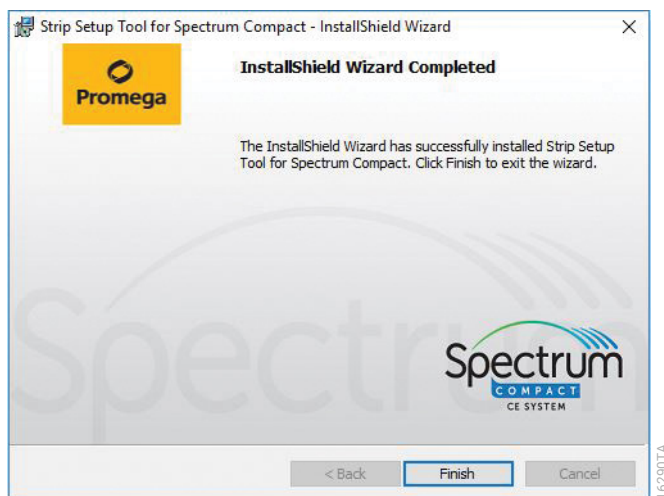 Strip Setup Tool for Spectrum Compact - InstallShield Wizard
Promega
InstallShield Wizard Completed
The InstallShield Wizard has successfully installed Strip Setup
Tool for Spectrum Compact. Click Finish to exit the wizard.
Spectrum
Spectrum
COMPACT
CE SYSTEM
< Back
Finish
Cancel